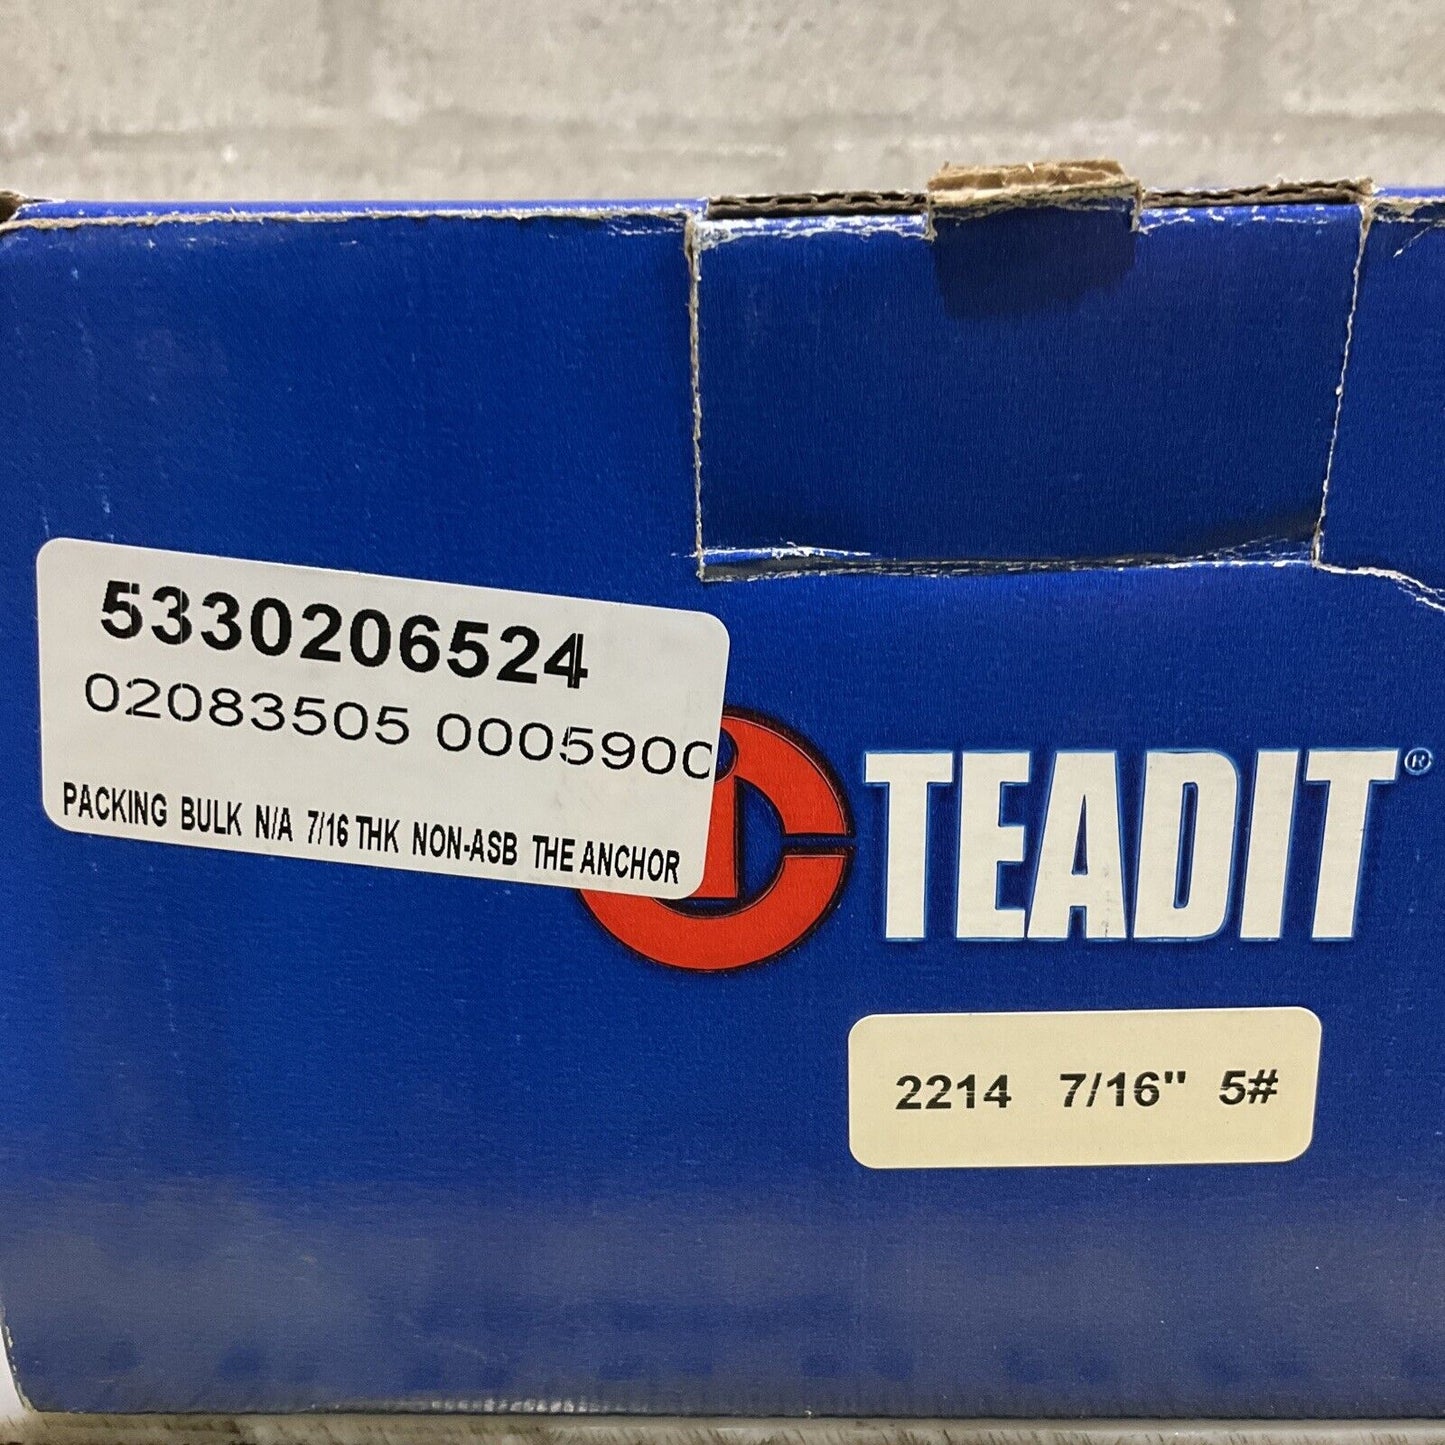 5330206524
02083505 000590C
PACKING BULK N/A 7/16 THK NON-ASB THE ANCHOR
TEADIT®
2214 7/16" 5#